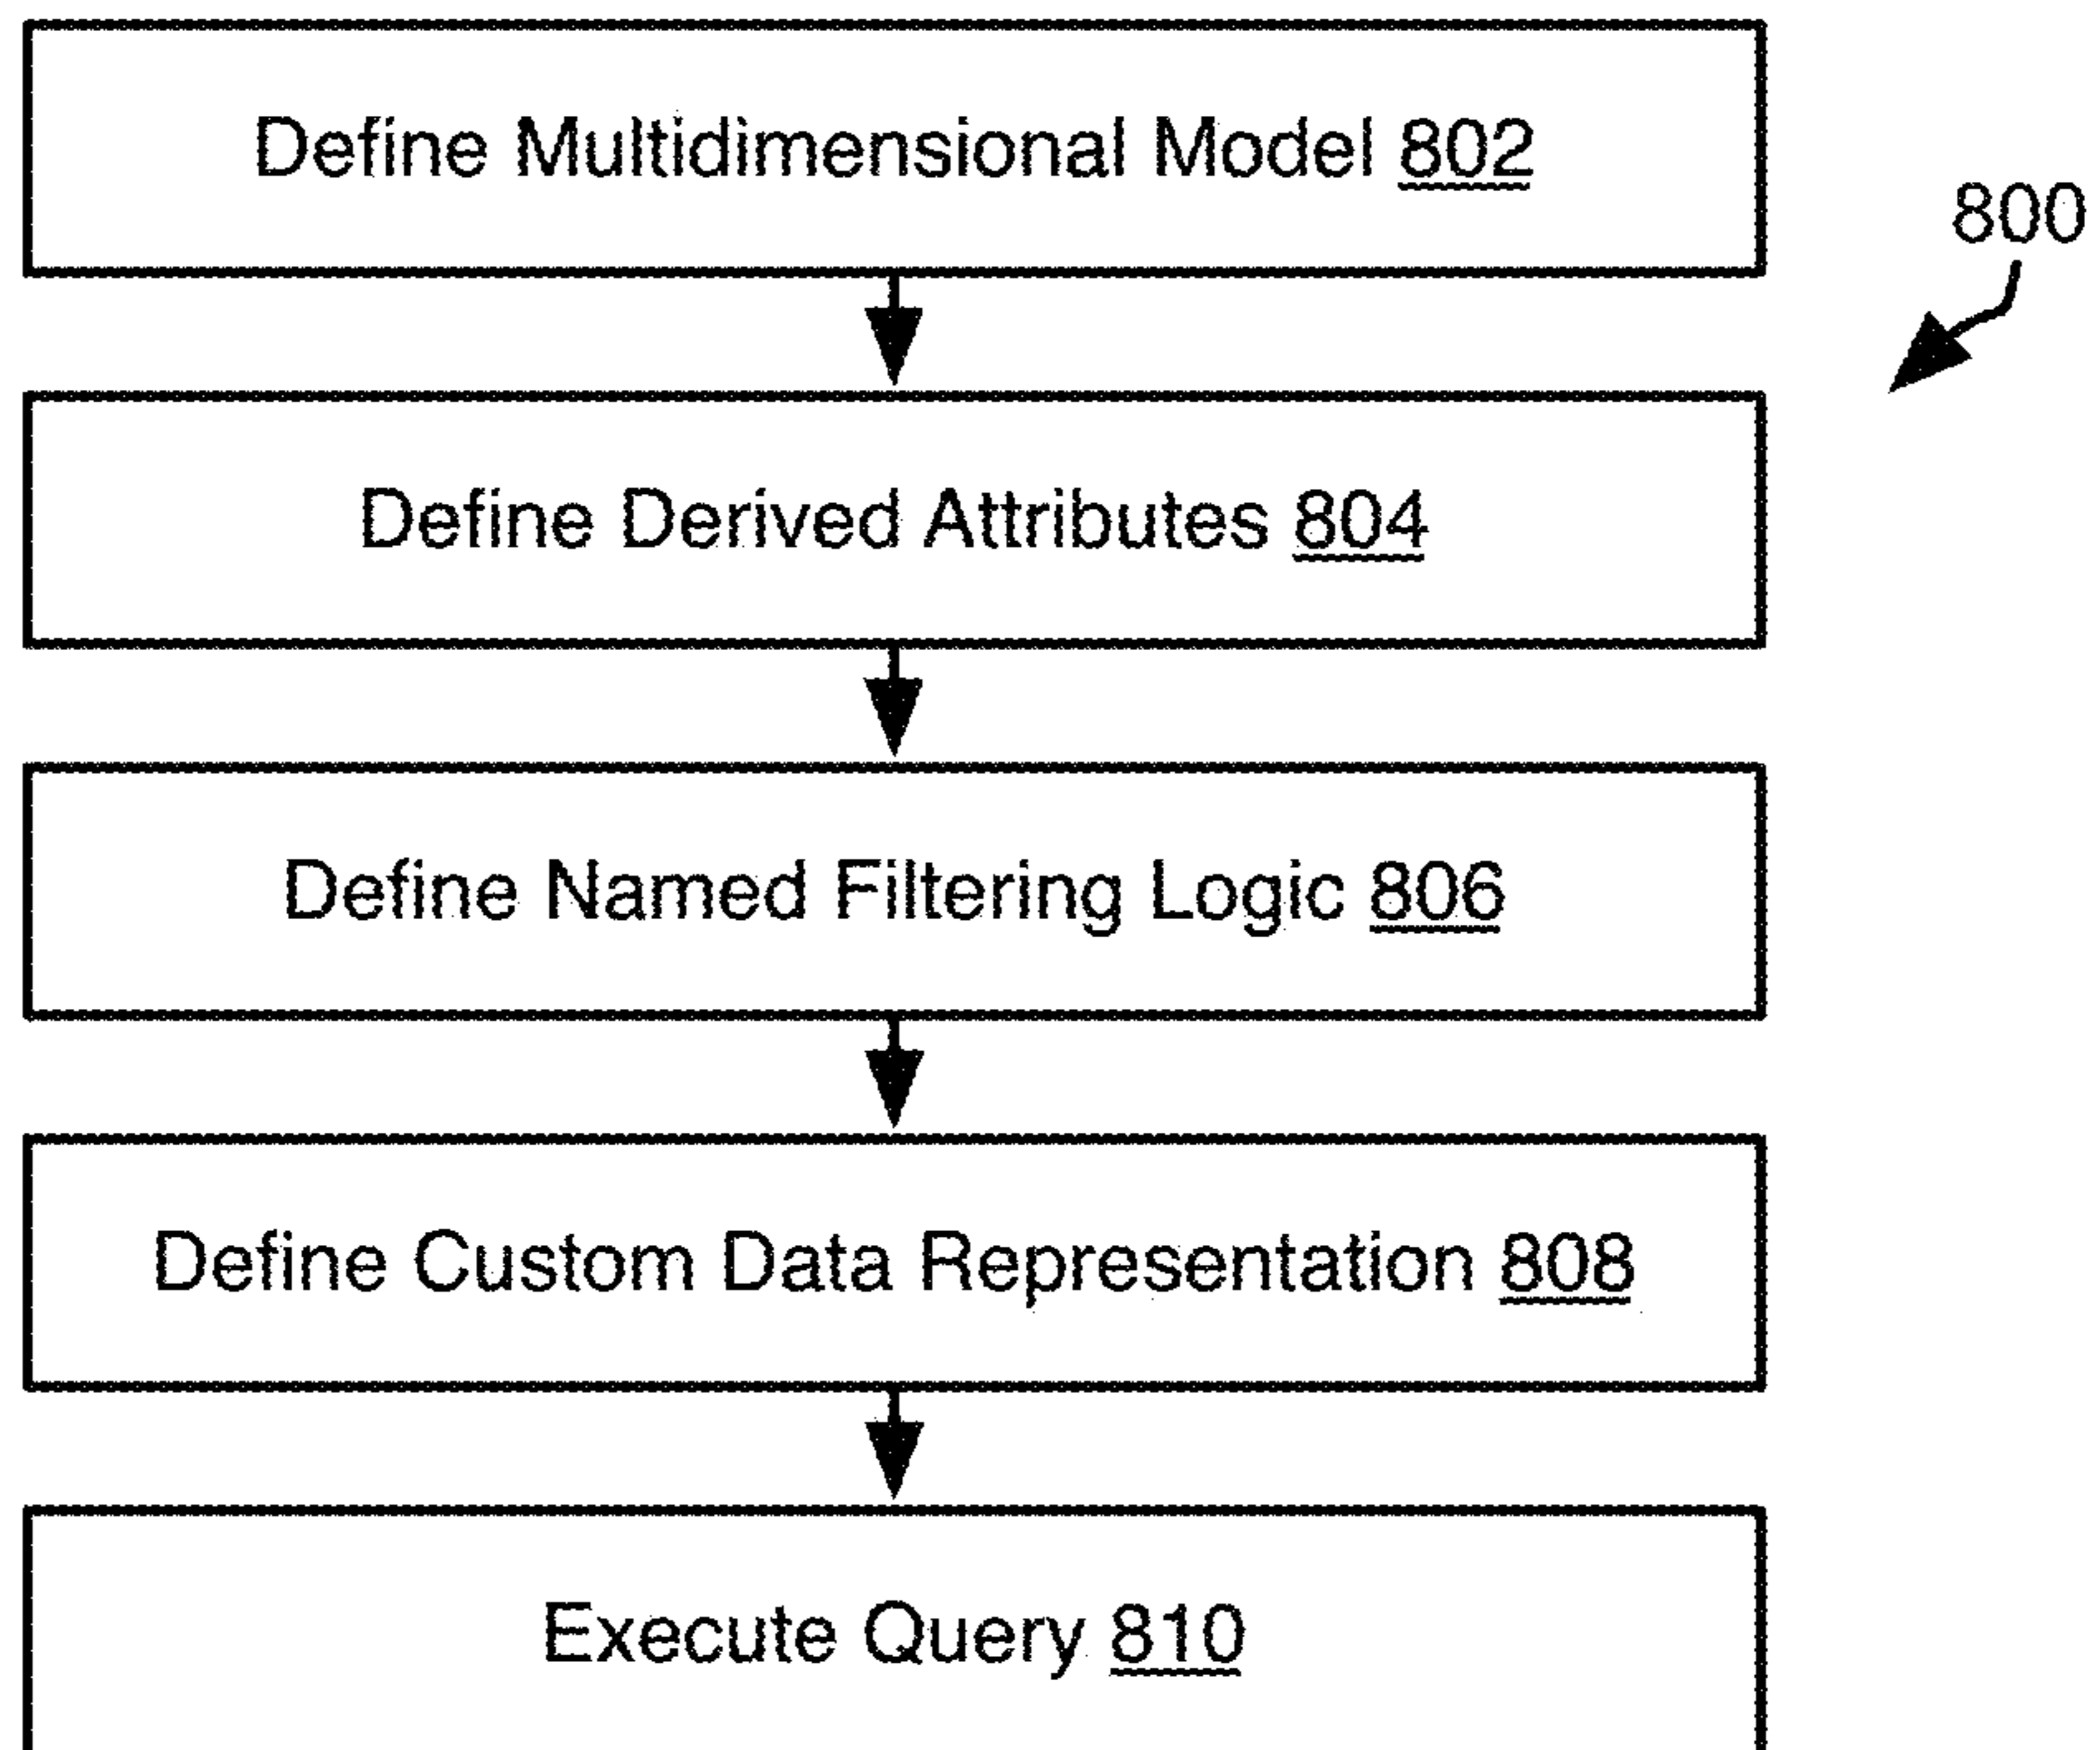 Define Multidimensional Model 802
800
Define Derived Attributes 804
Define Named Filtering Logic 806
Define Custom Data Representation 808
Execute Query 810